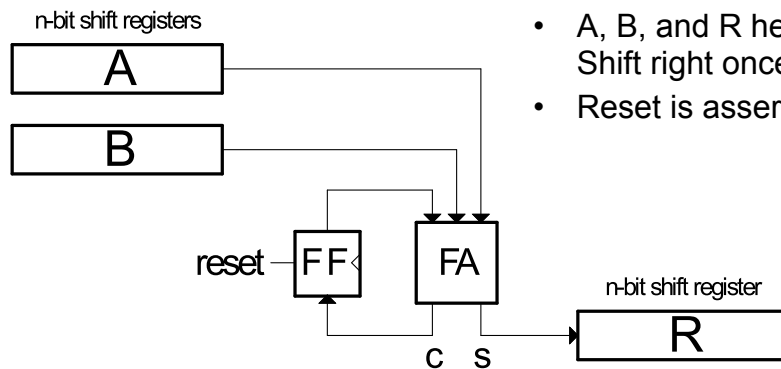 n-bit shift registers
A
B
• A, B, and R he
Shift right once
• Reset is asser
reset
FF
FA
c s
n-bit shift register
R